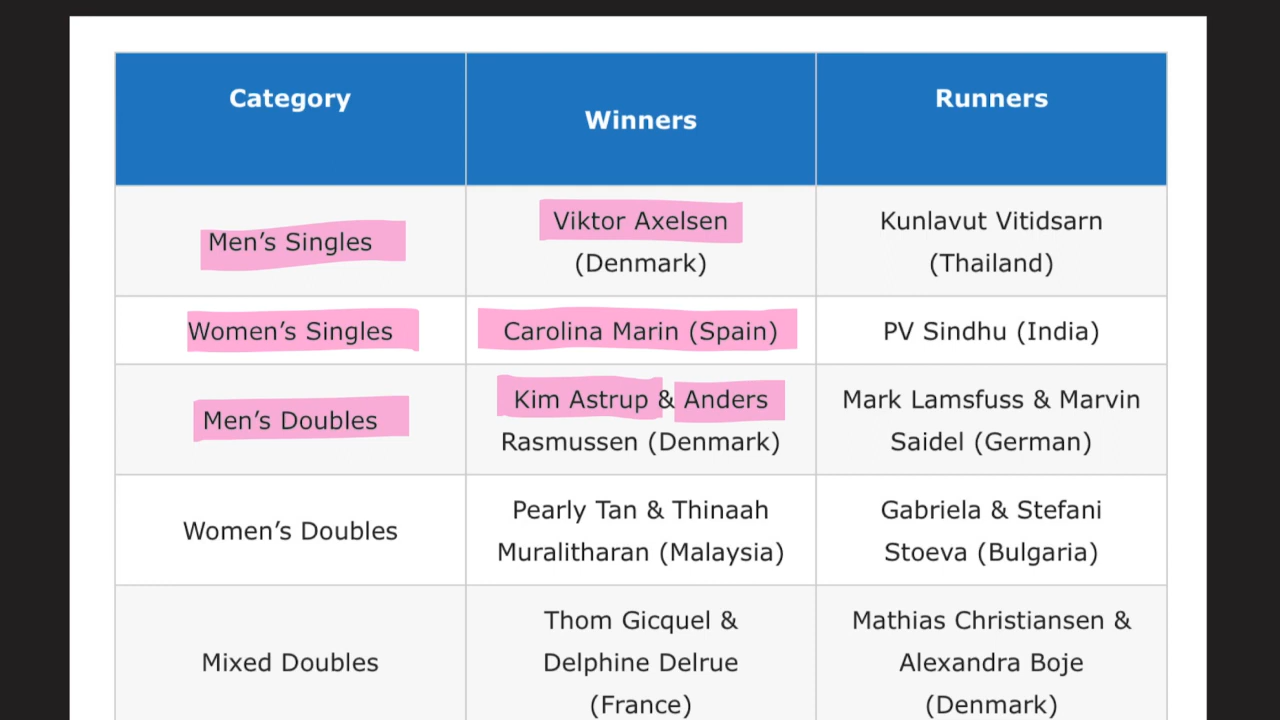 Category
Winners
Runners
Men’s Singles
Viktor Axelsen
(Denmark)
Kunlavut Vitidsarn
(Thailand)
Women’s Singles
Carolina Marin (Spain)
PV Sindhu (India)
Men’s Doubles
Kim Astrup & Anders
Rasmussen (Denmark)
Mark Lamsfuss & Marvin
Saidel (German)
Women’s Doubles
Pearly Tan & Thinaah
Muralitharan (Malaysia)
Gabriela & Stefani
Stoeva (Bulgaria)
Mixed Doubles
Thom Gicquel &
Delphine Delrue
(France)
Mathias Christiansen &
Alexandra Boje
(Denmark)